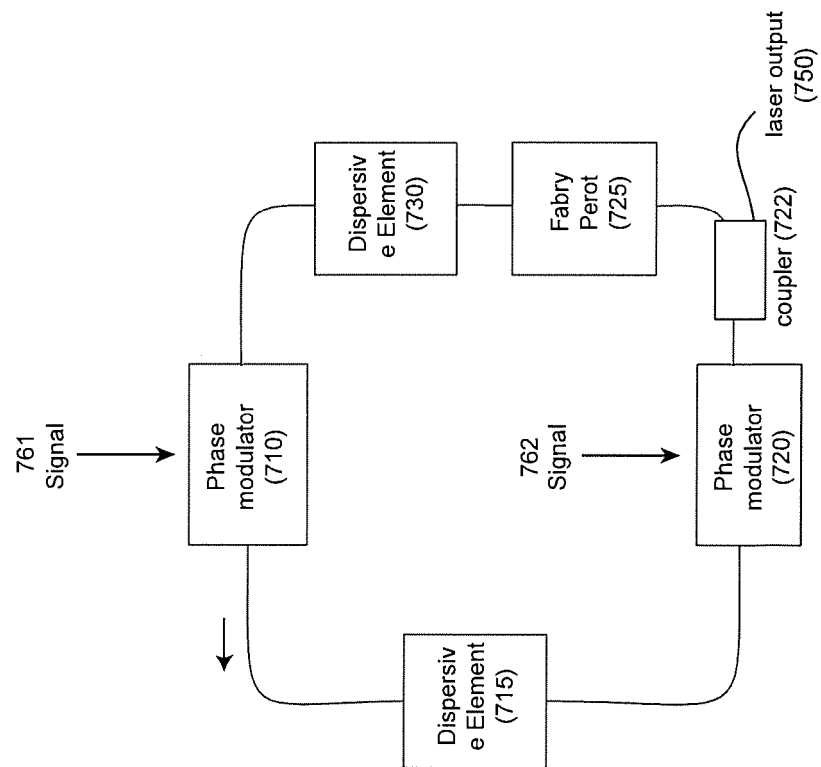 761
Signal
Phase
modulator
(710)
Dispersiv
e Element
(730)
Fabry
Perot
(725)
laser output
(750)
coupler (722)
762
Signal
Phase
modulator
(720)
Dispersiv
e Element
(715)